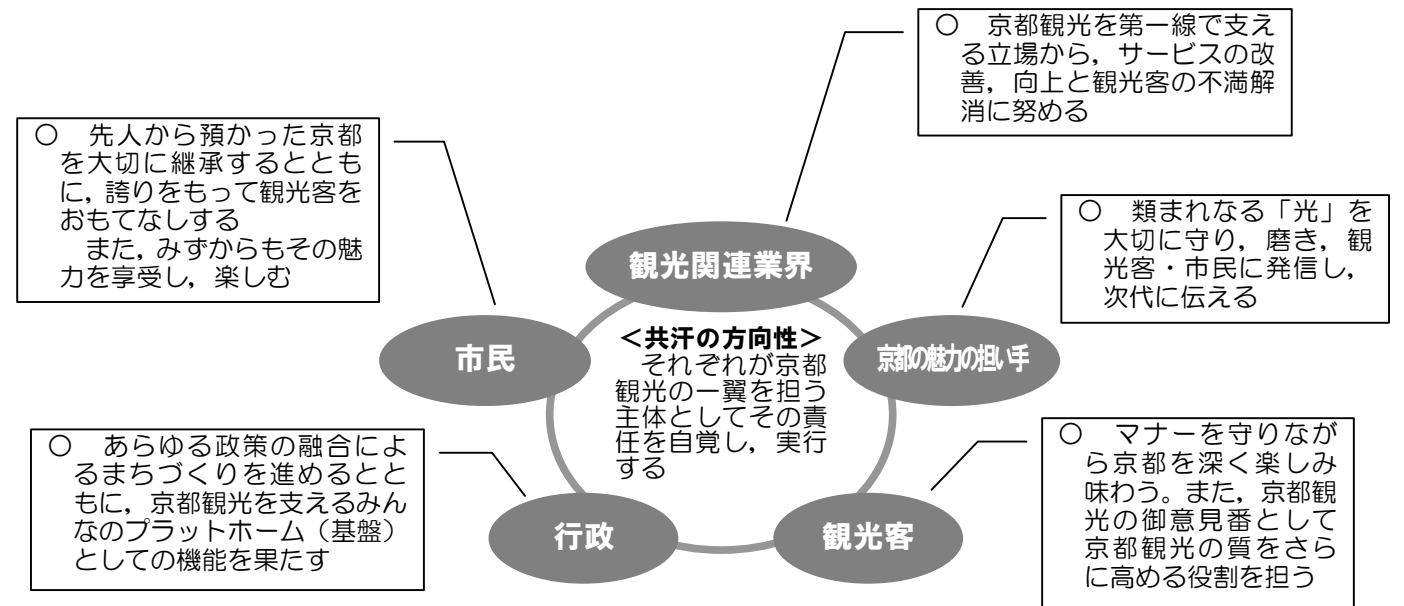 ○　京都観光を第一線で支え
る立場から，サービスの改
善，向上と観光客の不満解
消に努める
○　先人から預かった京都
を大切に継承するととも
に，誇りをもって観光客を
おもてなしする
また，みずからもその魅
力を享受し，楽しむ
○　類まれなる「光」を
大切に守り，磨き，観
光客・市民に発信し，
次代に伝える
観光関連業界
市民
京都の魅力の担い手
＜共汗の方向性＞
それぞれが京都
観光の一翼を担う
主体としてその責
任を自覚し，実行
する
○　あらゆる政策の融合によ
るまちづくりを進めるとと
もに，京都観光を支えるみん
なのプラットホーム（基盤）
としての機能を果たす
行政
観光客
○　マナーを守りなが
ら京都を深く楽しみ
味わう。また，京都観
光の御意見番として
京都観光の質をさら
に高める役割を担う